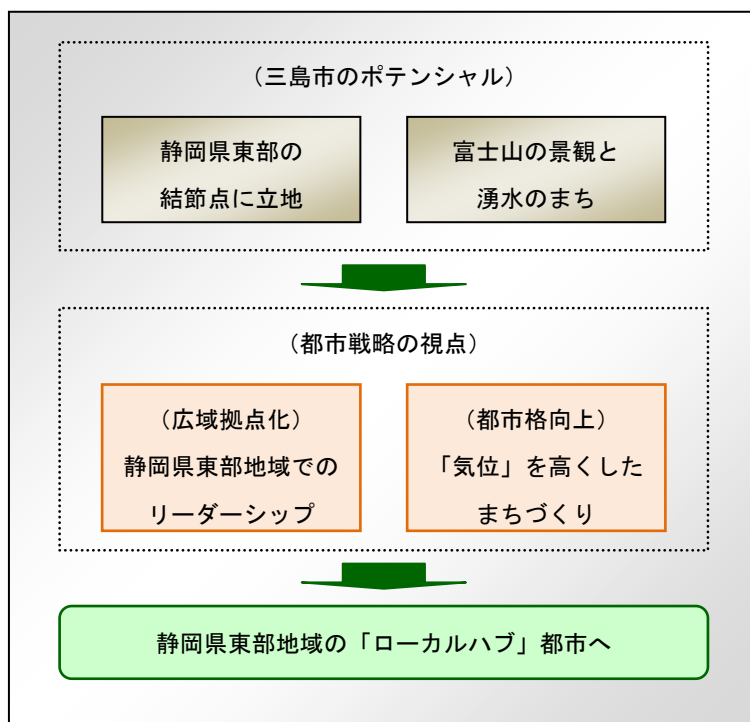 （三島市のポテンシャル）
静岡県東部の
結節点に立地
富士山の景観と
湧水のまち
（都市戦略の視点）
（広域拠点化）
静岡県東部地域での
リーダーシップ
（都市格向上）
「気位」を高くした
まちづくり
静岡県東部地域の「ローカルハブ」都市へ